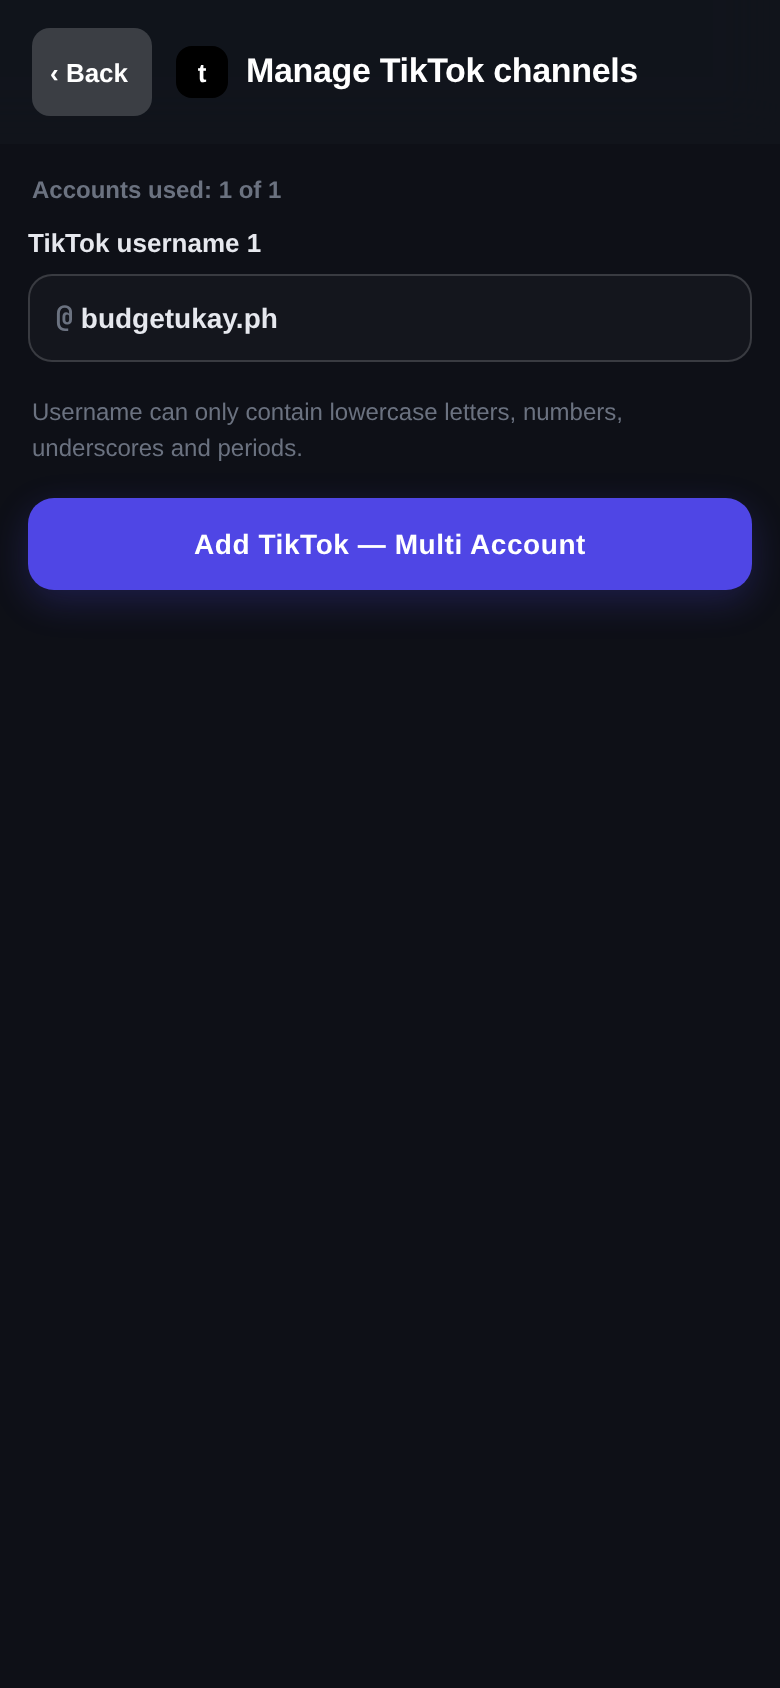 ‹ Back
t
Manage TikTok channels
Accounts used: 1 of 1
TikTok username 1
@ budgetukay.ph
Username can only contain lowercase letters, numbers,
underscores and periods.
Add TikTok — Multi Account